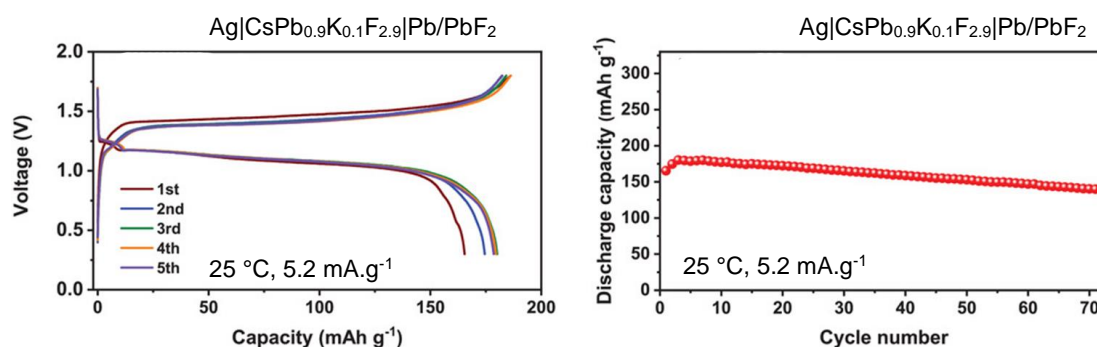 Ag|CsPb₀.₉K₀.₁F₂.₉|Pb/PbF₂
2.0
1.5
1.0
0.5
0.0
Voltage (V)
1st
2nd
3rd
4th
5th
25 °C, 5.2 mA.g⁻¹
0 50 100 150 200
Capacity (mAh g⁻¹)
Ag|CsPb₀.₉K₀.₁F₂.₉|Pb/PbF₂
300
250
200
150
100
50
0
Discharge capacity (mAh g⁻¹)
25 °C, 5.2 mA.g⁻¹
0 10 20 30 40 50 60 70
Cycle number